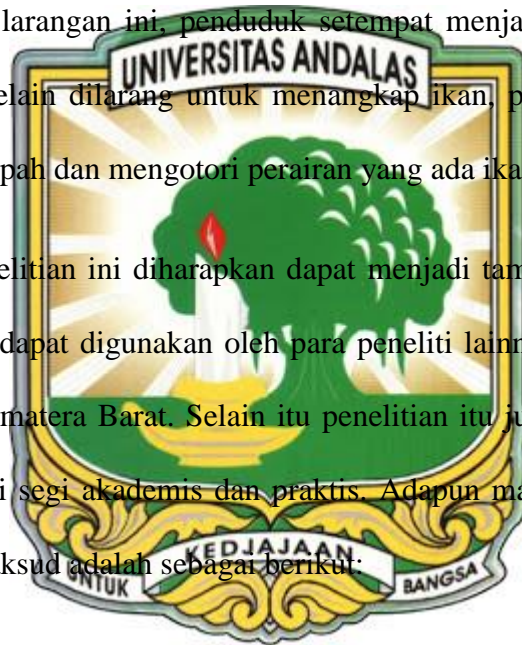 larangan ini, penduduk setempat menja
UNIVERSITAS ANDALAS
elain dilarang untuk menangkap ikan, p
pah dan mengotori perairan yang ada ika
elitian ini diharapkan dapat menjadi tam
dapat digunakan oleh para peneliti lainn
matera Barat. Selain itu penelitian itu ju
i segi akademis dan praktis. Adapun ma
aksud adalah sebagai berikut:
UNTUK KEDJAJAAN BANGSA